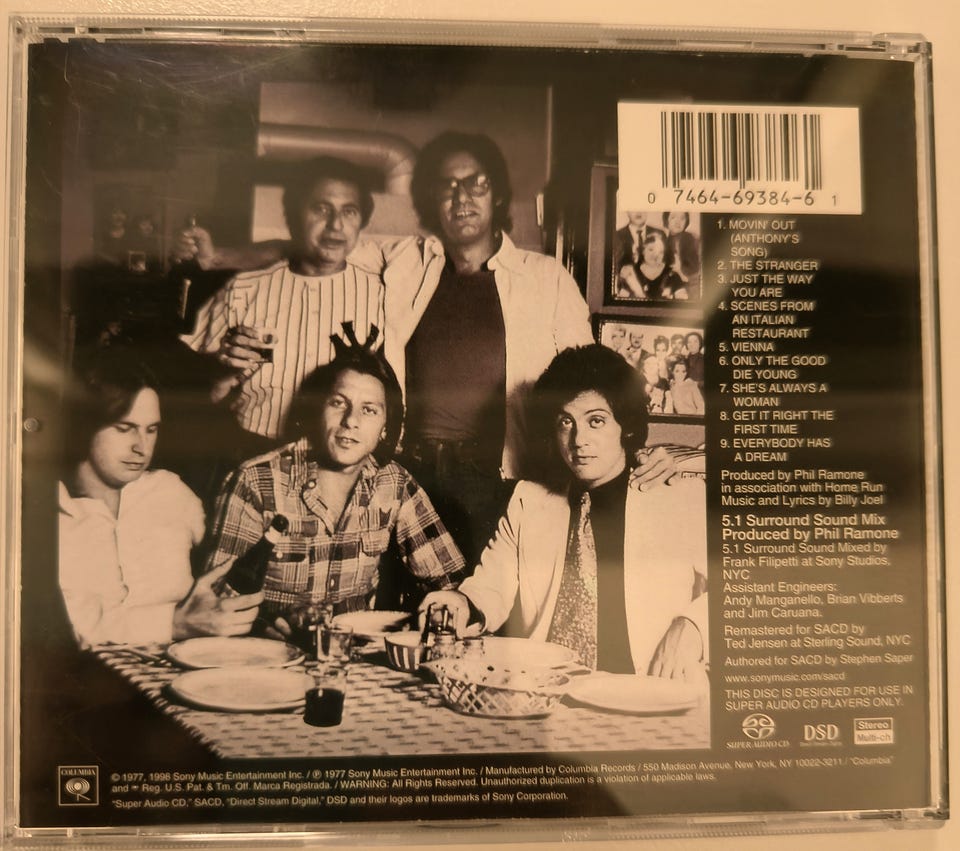 0 7464-69384-6 1
1. MOVIN' OUT
(ANTHONY'S
SONG)
2. THE STRANGER
3. JUST THE WAY
YOU ARE
4. SCENES FROM
AN ITALIAN
RESTAURANT
5. VIENNA
6. ONLY THE GOOD
DIE YOUNG
7. SHE'S ALWAYS A
WOMAN
8. GET IT RIGHT THE
FIRST TIME
9. EVERYBODY HAS
A DREAM
Produced by Phil Ramone
in association with Home Run
Music and Lyrics by Billy Joel
5.1 Surround Sound Mix
Produced by Phil Ramone
5.1 Surround Sound Mixed by
Frank Filipetti at Sony Studios,
NYC
Assistant Engineers:
Andy Manganello, Brian Vibberts
and Jim Caruana.
Remastered for SACD by
Ted Jensen at Sterling Sound, NYC
Authored for SACD by Stephen Saper
www.sonymusic.com/sacd
THIS DISC IS DESIGNED FOR USE IN
SUPER AUDIO CD PLAYERS ONLY.
SUPER AUDIO CD
DSD
Direct Stream Digital
Stereo
Multi-ch
COLUMBIA
© 1977, 1998 Sony Music Entertainment Inc. / ℗ 1977 Sony Music Entertainment Inc. / Manufactured by Columbia Records / 550 Madison Avenue, New York, NY 10022-3211 / "Columbia"
and Reg. U.S. Pat. & Tm. Off. Marca Registrada. / WARNING: All Rights Reserved. Unauthorized duplication is a violation of applicable laws.
"Super Audio CD," SACD, "Direct Stream Digital," DSD and their logos are trademarks of Sony Corporation.